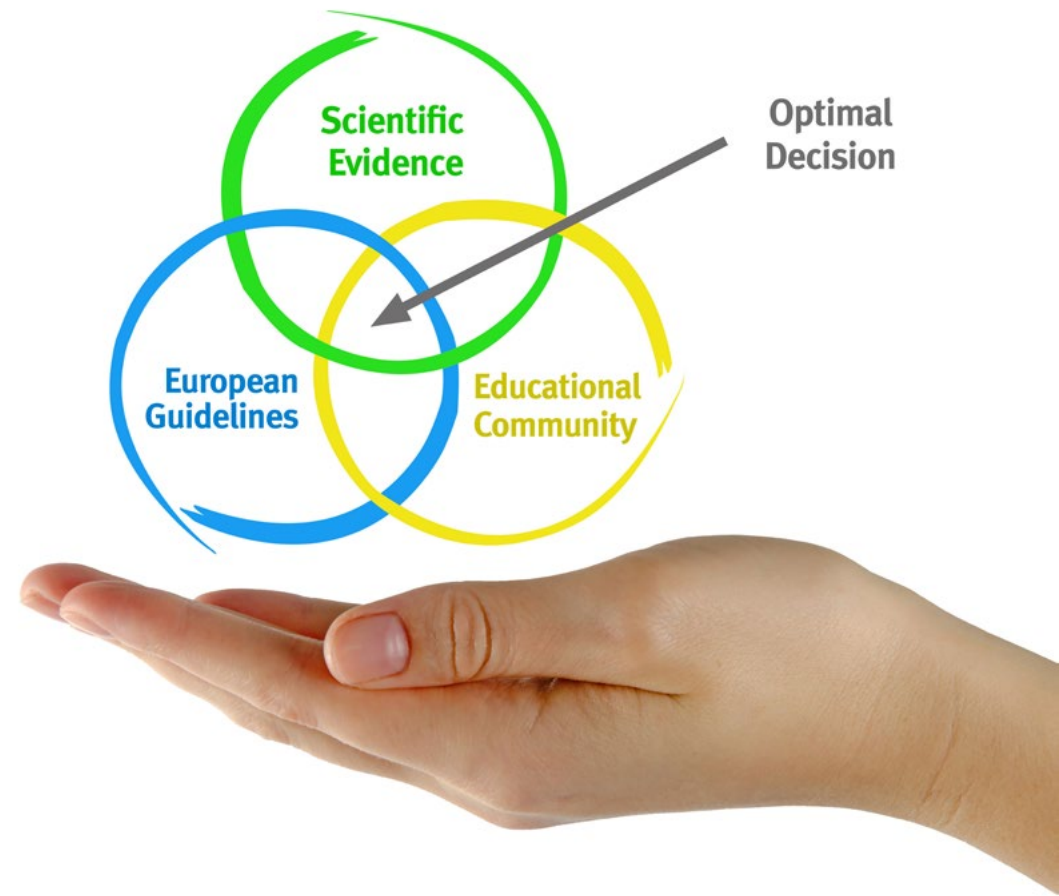 Scientific
Evidence
Optimal
Decision
European
Guidelines
Educational
Community